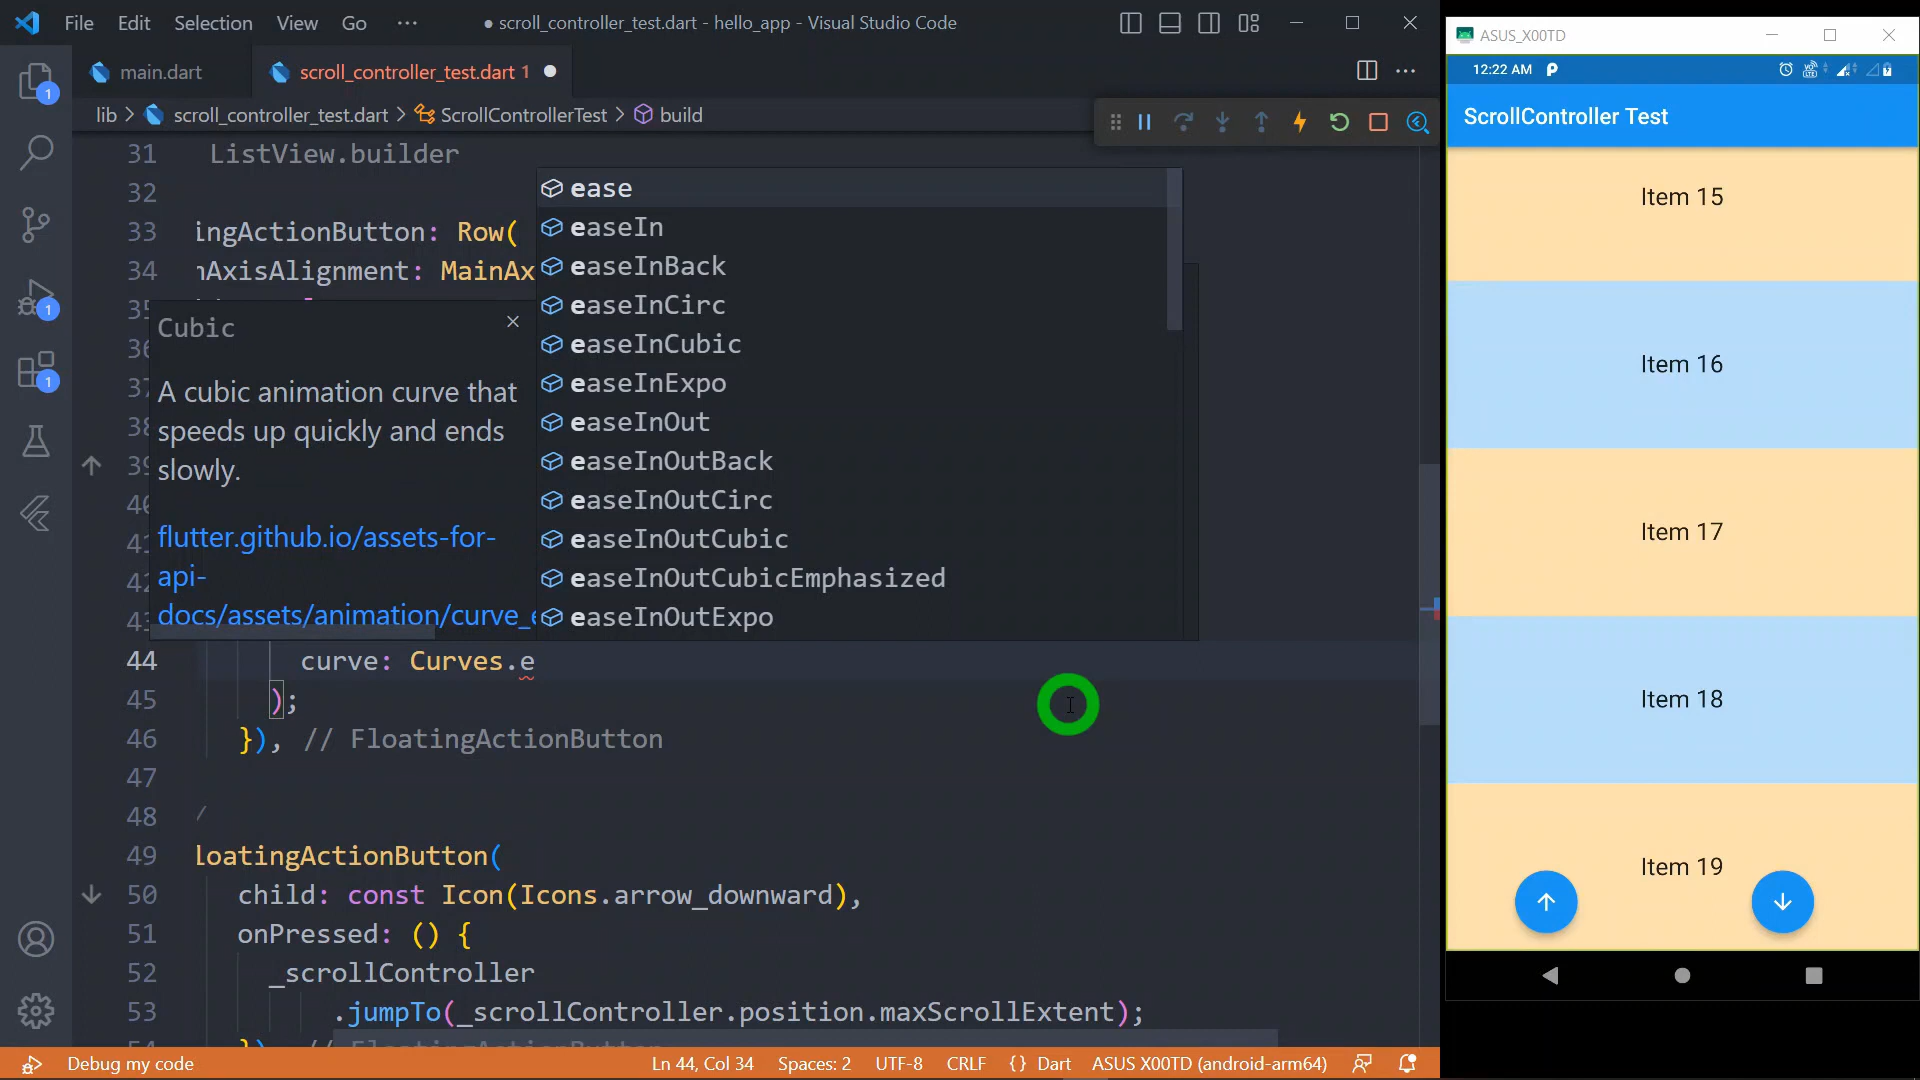 File Edit Selection View Go ···
● scroll_controller_test.dart - hello_app - Visual Studio Code
main.dart
scroll_controller_test.dart 1
lib > scroll_controller_test.dart > ScrollControllerTest > build
31 ListView.builder
32
33 ingActionButton: Row(
34 nAxisAlignment: MainAx
ease
easeIn
easeInBack
easeInCirc
easeInCubic
easeInExpo
easeInOut
easeInOutBack
easeInOutCirc
easeInOutCubic
easeInOutCubicEmphasized
easeInOutExpo
Cubic
A cubic animation curve that
speeds up quickly and ends
slowly.
flutter.github.io/assets-for-
api-
docs/assets/animation/curve_e
44 curve: Curves.e
45 );
46 }), // FloatingActionButton
47
48 /
49 loatingActionButton(
50 child: const Icon(Icons.arrow_downward),
51 onPressed: () {
52 _scrollController
53 .jumpTo(_scrollController.position.maxScrollExtent);
1
1
1
Debug my code
Ln 44, Col 34
Spaces: 2
UTF-8
CRLF
{} Dart
ASUS X00TD (android-arm64)
ASUS_X00TD
12:22 AM
ScrollController Test
Item 15
Item 16
Item 17
Item 18
Item 19